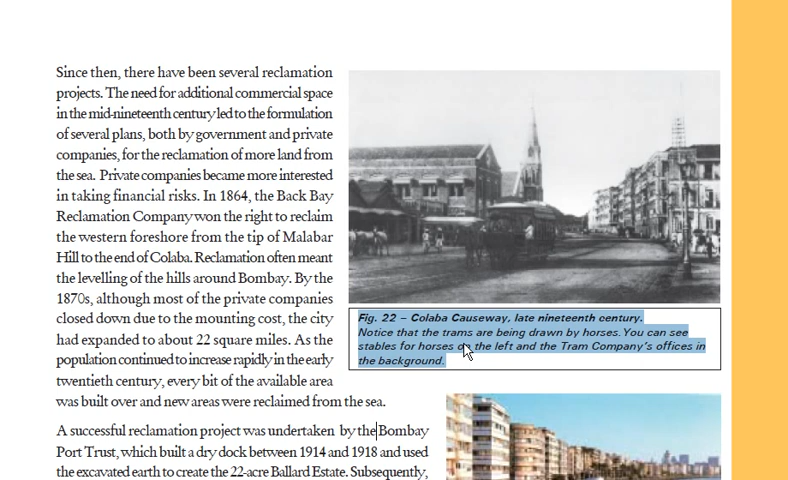 Since then, there have been several reclamation
projects. The need for additional commercial space
in the mid-nineteenth century led to the formulation
of several plans, both by government and private
companies, for the reclamation of more land from
the sea. Private companies became more interested
in taking financial risks. In 1864, the Back Bay
Reclamation Company won the right to reclaim
the western foreshore from the tip of Malabar
Hill to the end of Colaba. Reclamation often meant
the levelling of the hills around Bombay. By the
1870s, although most of the private companies
closed down due to the mounting cost, the city
had expanded to about 22 square miles. As the
population continued to increase rapidly in the early
twentieth century, every bit of the available area
was built over and new areas were reclaimed from the sea.
A successful reclamation project was undertaken by the Bombay
Port Trust, which built a dry dock between 1914 and 1918 and used
the excavated earth to create the 22-acre Ballard Estate. Subsequently,
Fig. 22 – Colaba Causeway, late nineteenth century.
Notice that the trams are being drawn by horses. You can see
stables for horses on the left and the Tram Company's offices in
the background.